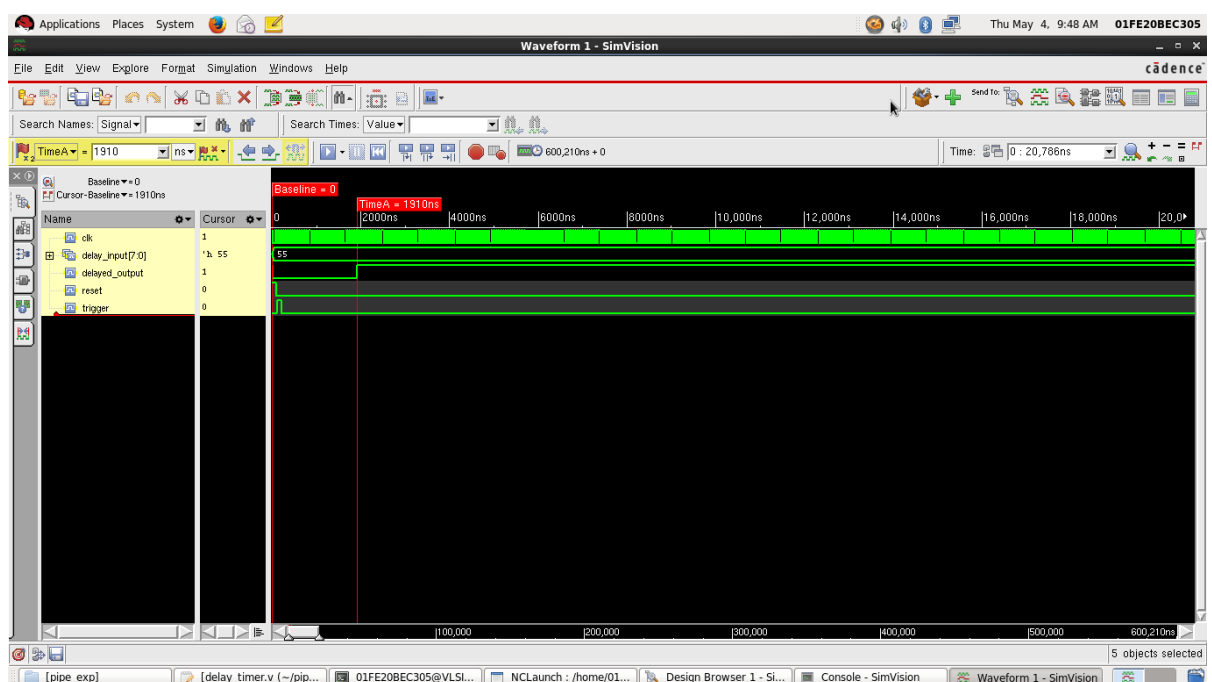 Applications Places System Thu May 4, 9:48 AM 01FE20BEC305
Waveform 1 - SimVision
File Edit View Explore Format Simulation Windows Help cādence
Send To:
Search Names: Signal Search Times: Value
TimeA = 1910 ns 600,210ns + 0 Time: 0 : 20,786ns
Baseline = 0
Cursor-Baseline = 1910ns
Baseline = 0
TimeA = 1910ns
Name Cursor 0 2000ns 4000ns 6000ns 8000ns 10,000ns 12,000ns 14,000ns 16,000ns 18,000ns 20,0
clk 1
delay_input[7:0] 'h 55 55
delayed_output 1
reset 0
trigger 0
100,000 200,000 300,000 400,000 500,000 600,210ns
5 objects selected
[pipe_exp] [delay_timer.v (~/pip... 01FE20BEC305@VLSI... NCLaunch : /home/01... Design Browser 1 - Si... Console - SimVision Waveform 1 - SimVision